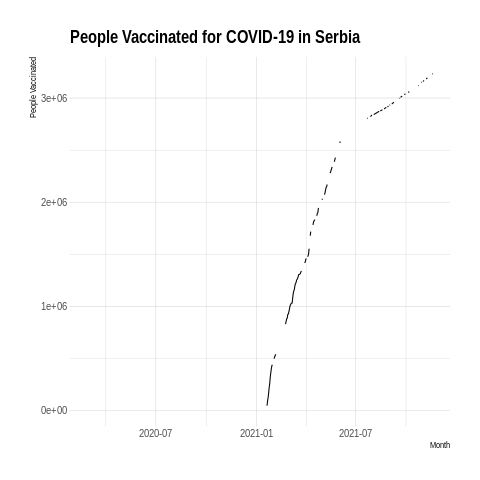 People Vaccinated for COVID-19 in Serbia
People Vaccinated
3e+06
2e+06
1e+06
0e+00
2020-07
2021-01
2021-07
Month